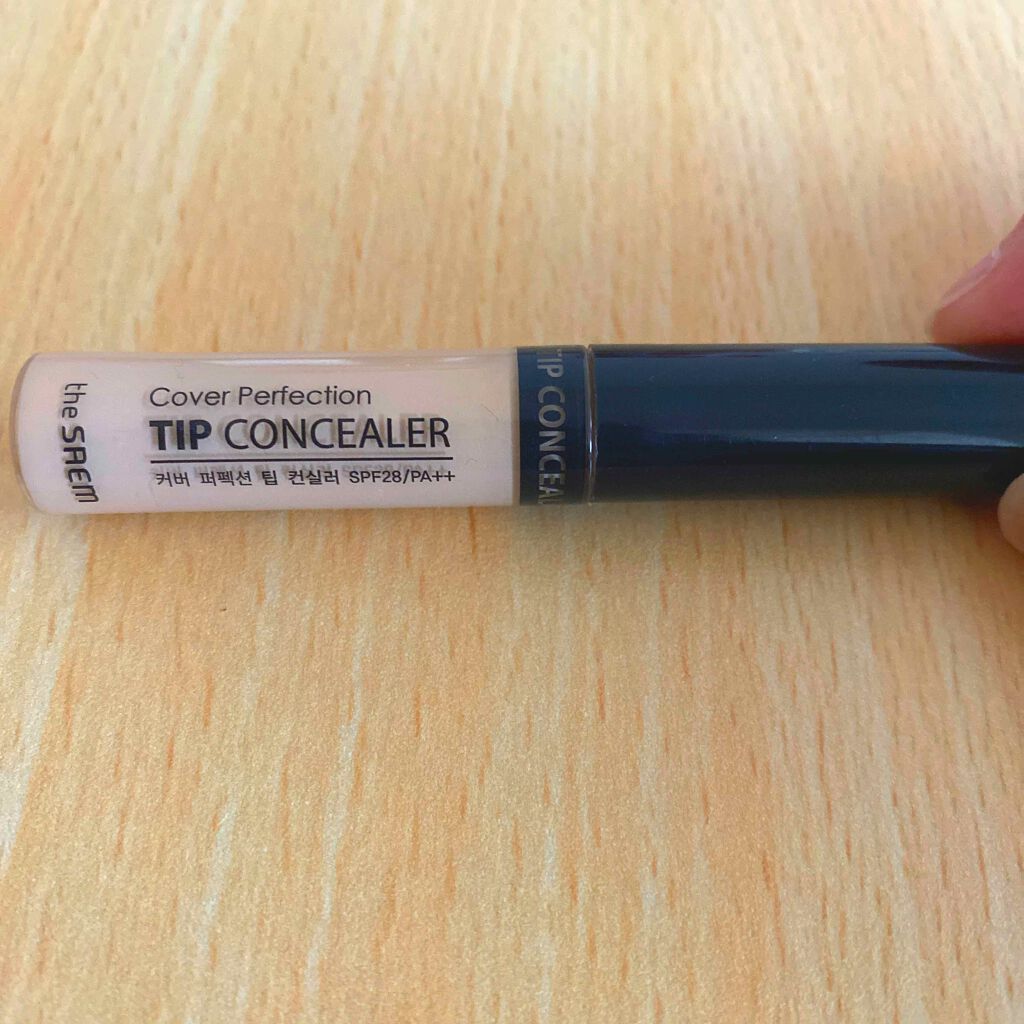 the SAEM
Cover Perfection
TIP CONCEALER
커버 퍼펙션 팁 컨실러 SPF28/PA++
TIP CONCEAL